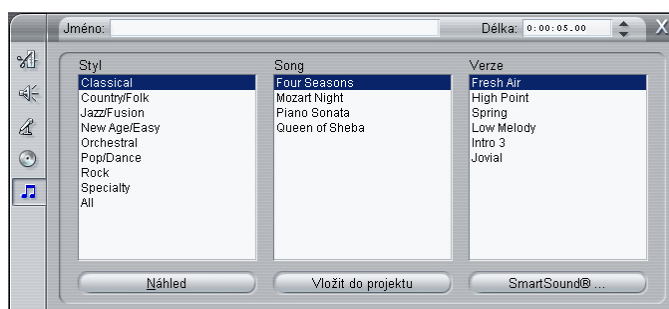 Jméno: Délka: 0:00:05.00 X
Styl
Classical
Country/Folk
Jazz/Fusion
New Age/Easy
Orchestral
Pop/Dance
Rock
Specialty
All
Song
Four Seasons
Mozart Night
Piano Sonata
Queen of Sheba
Verze
Fresh Air
High Point
Spring
Low Melody
Intro 3
Jovial
Náhled
Vložit do projektu
SmartSound® ...